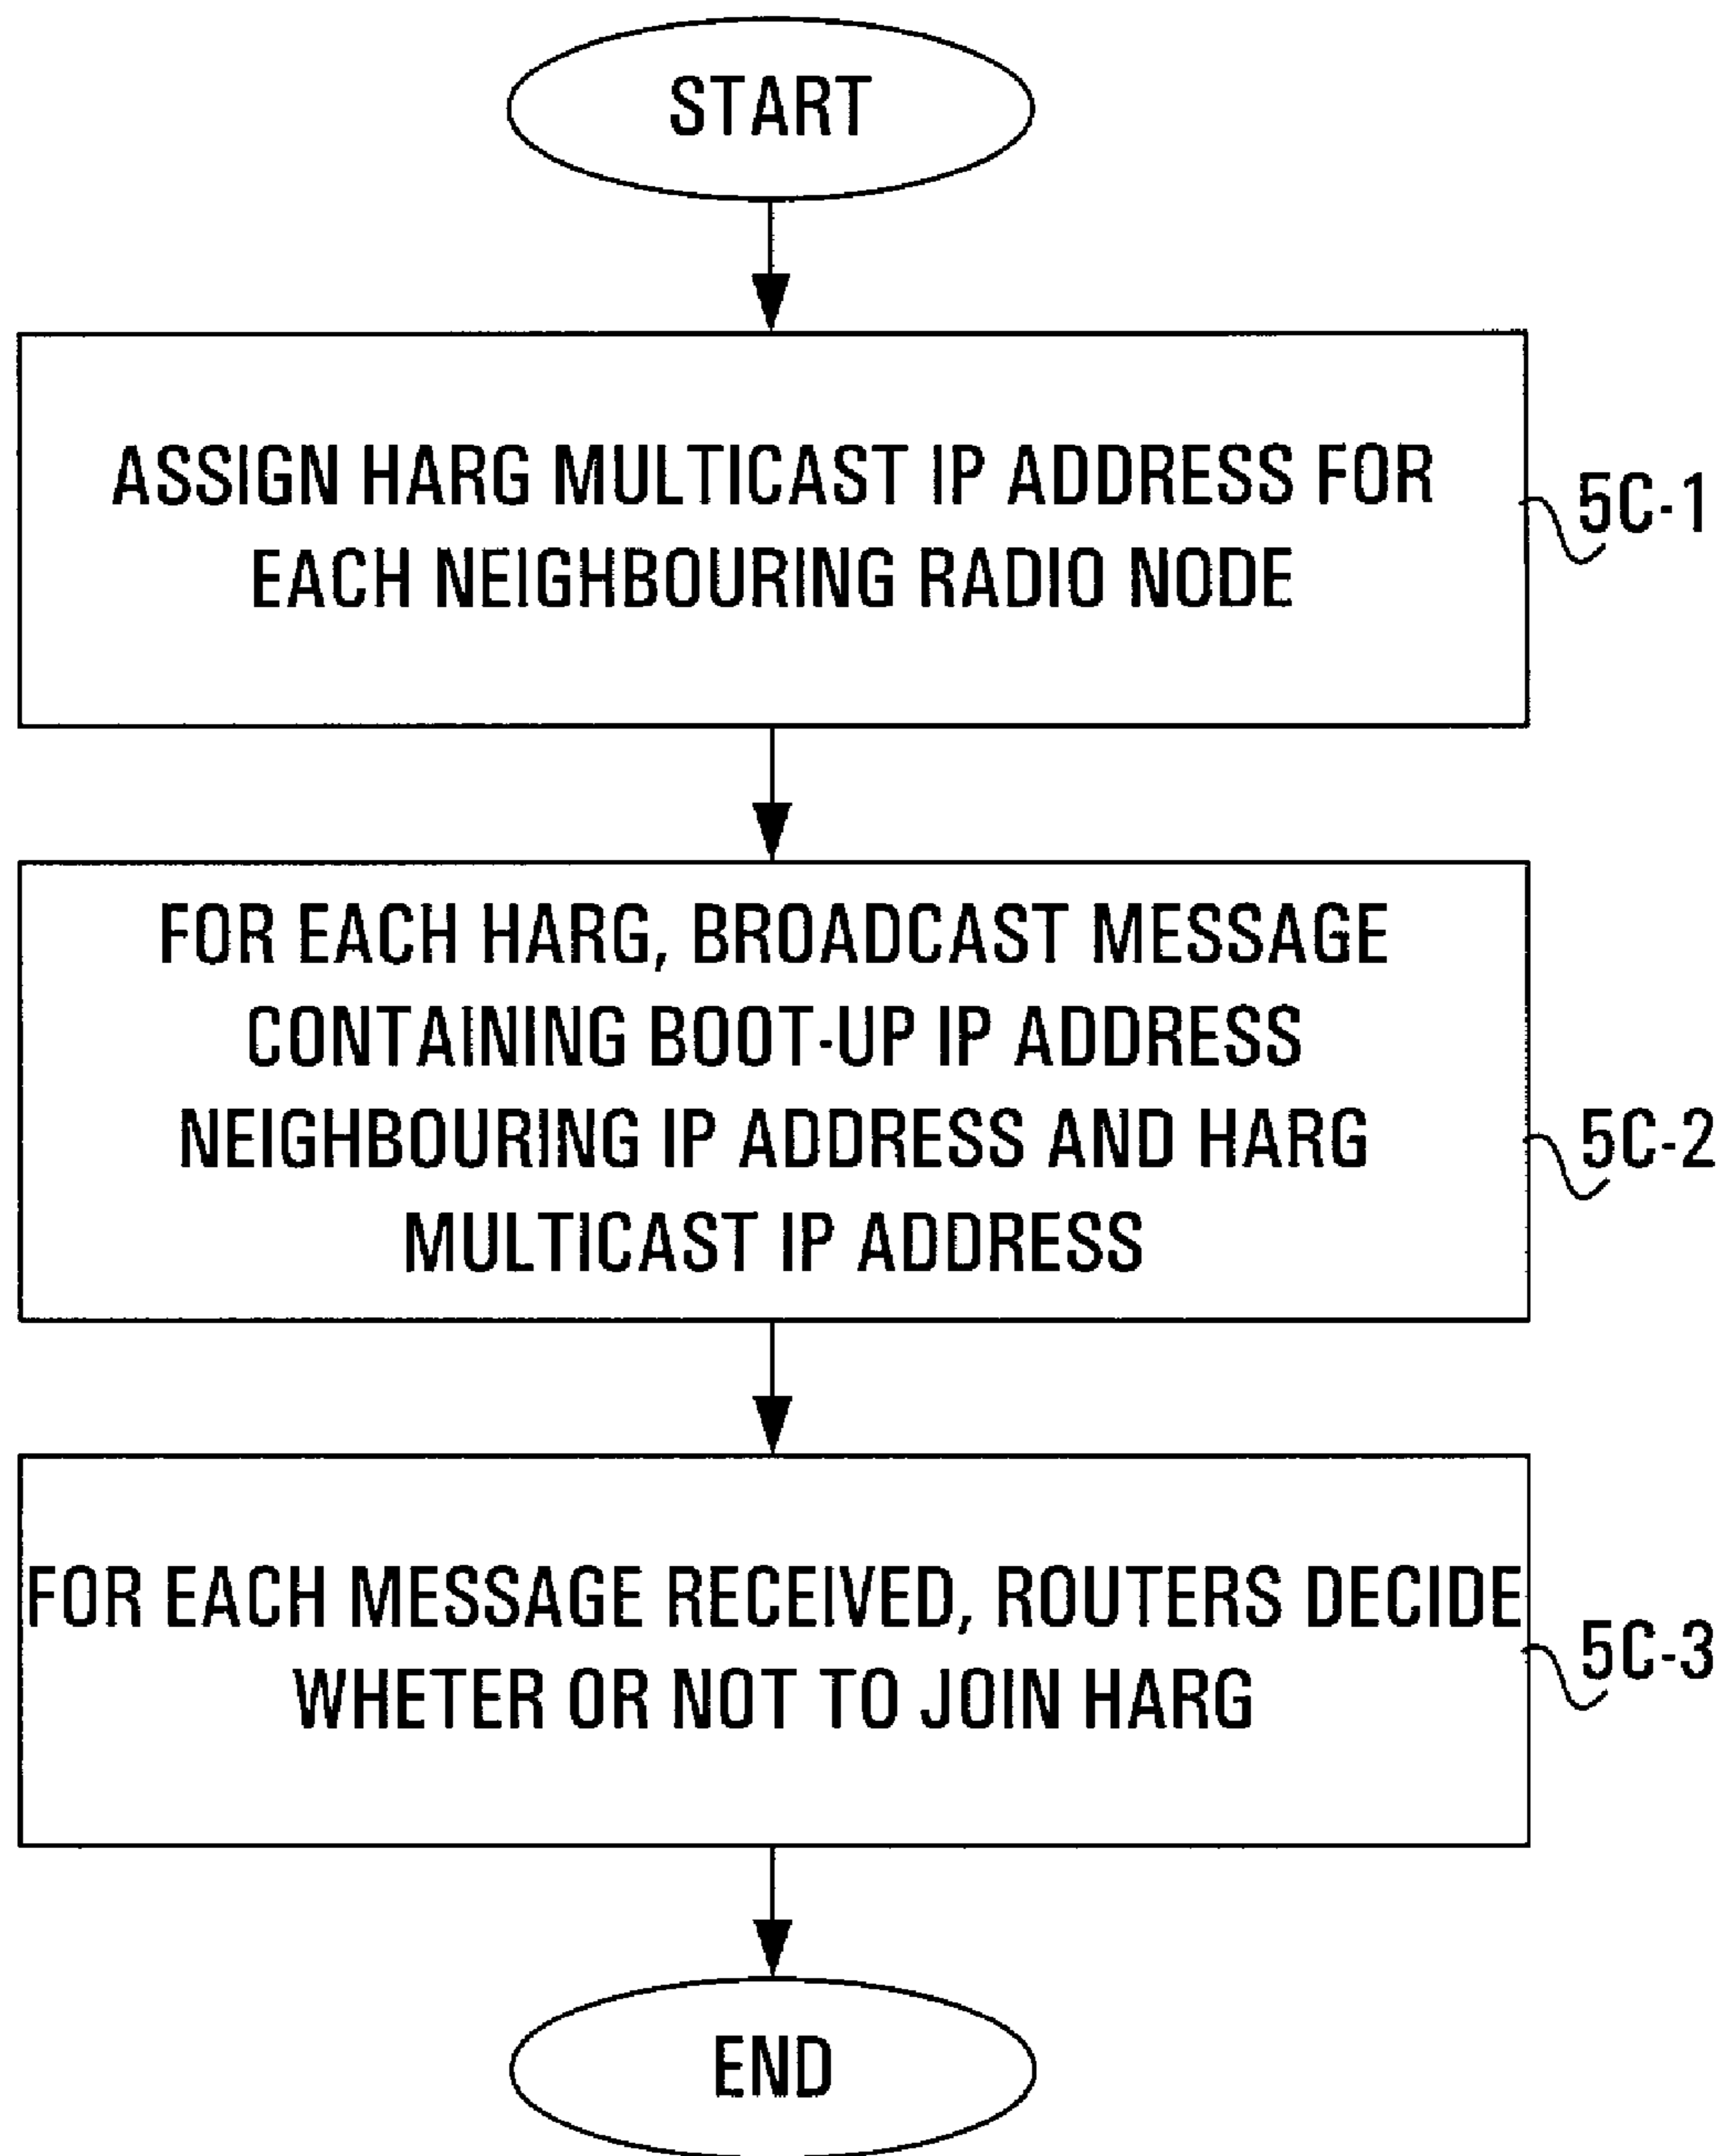 START
ASSIGN HARG MULTICAST IP ADDRESS FOR
EACH NEIGHBOURING RADIO NODE
5C-1
FOR EACH HARG, BROADCAST MESSAGE
CONTAINING BOOT-UP IP ADDRESS
NEIGHBOURING IP ADDRESS AND HARG
MULTICAST IP ADDRESS
5C-2
FOR EACH MESSAGE RECEIVED, ROUTERS DECIDE
WHETER OR NOT TO JOIN HARG
5C-3
END